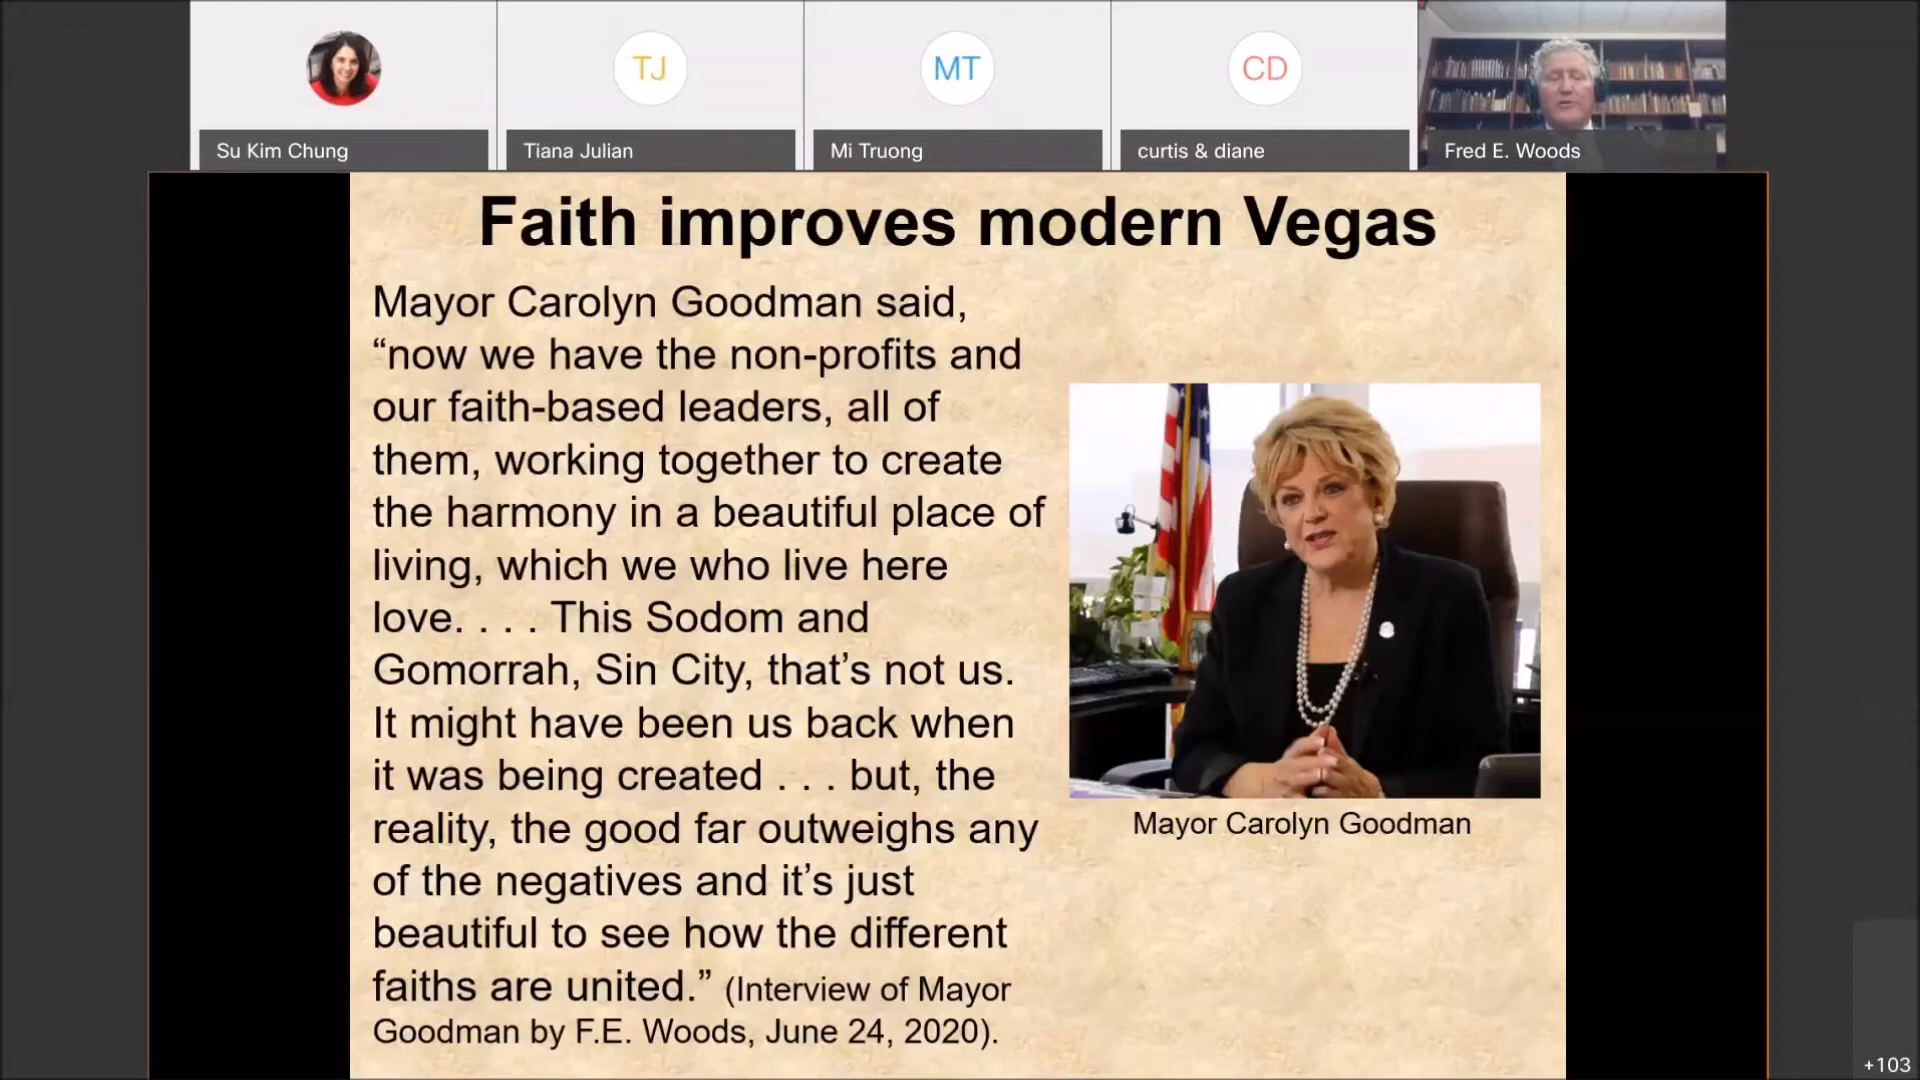 TJ
MT
CD
Su Kim Chung
Tiana Julian
Mi Truong
curtis & diane
Fred E. Woods
Faith improves modern Vegas
Mayor Carolyn Goodman said,
“now we have the non-profits and
our faith-based leaders, all of
them, working together to create
the harmony in a beautiful place of
living, which we who live here
love. . . . This Sodom and
Gomorrah, Sin City, that’s not us.
It might have been us back when
it was being created . . . but, the
reality, the good far outweighs any
of the negatives and it’s just
beautiful to see how the different
faiths are united.” (Interview of Mayor
Goodman by F.E. Woods, June 24, 2020).
Mayor Carolyn Goodman
+103